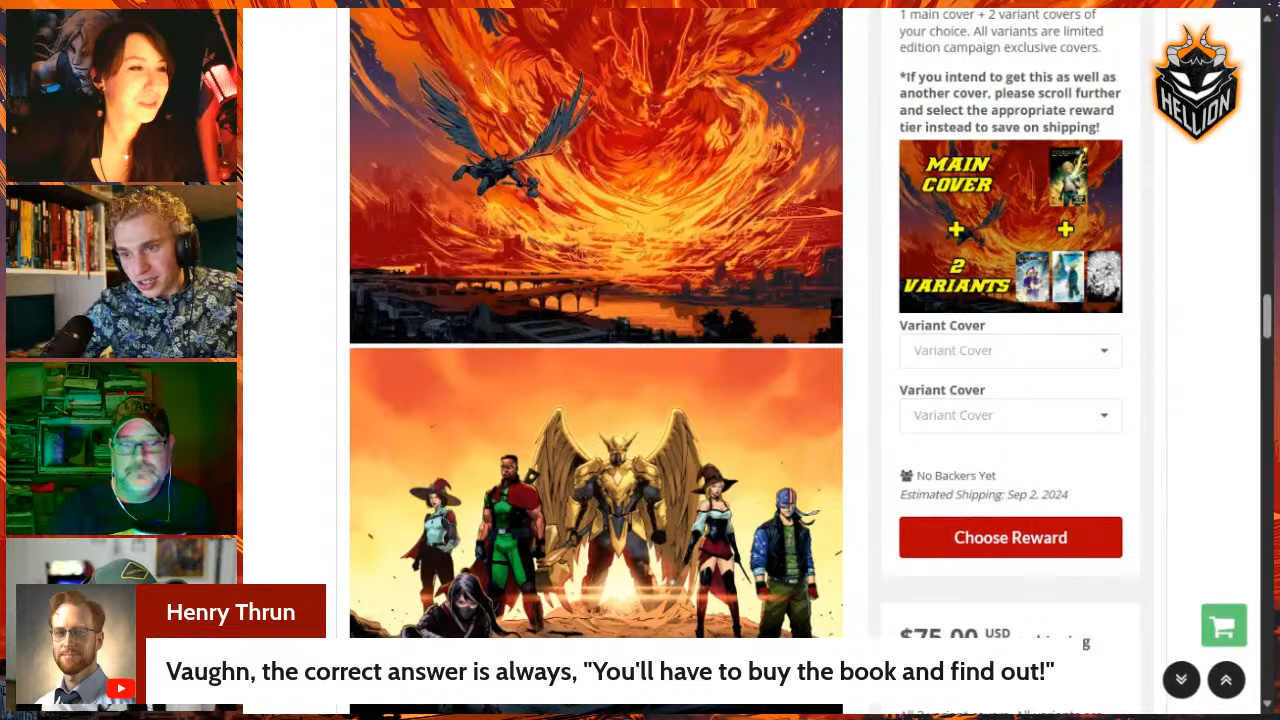 1 main cover + 2 variant covers of
your choice. All variants are limited
edition campaign exclusive covers.
*If you intend to get this as well as
another cover, please scroll further
and select the appropriate reward
tier instead to save on shipping!
MAIN
COVER
+
+
2
VARIANTS
Variant Cover
Variant Cover
Variant Cover
Variant Cover
No Backers Yet
Estimated Shipping: Sep 2, 2024
Choose Reward
$75.00 USD
HELLION
Henry Thrun
Vaughn, the correct answer is always, "You'll have to buy the book and find out!"